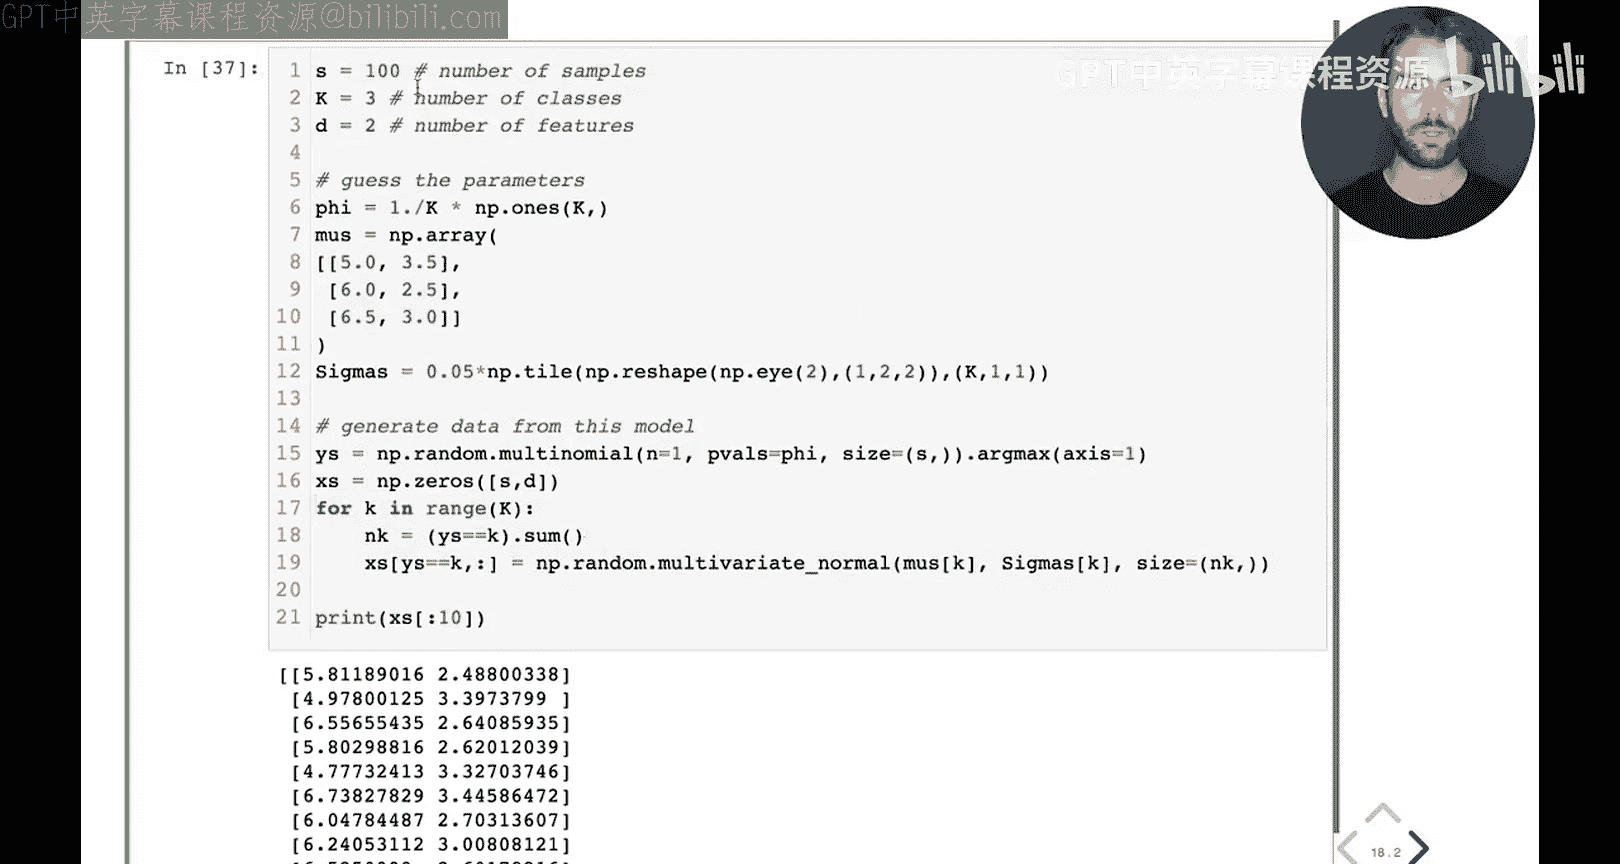 GPT中英字幕课程资源@bilibili.com
GPT中英字幕课程资源 bilibili
In [37]:
1 s = 100 # number of samples
2 K = 3 # number of classes
3 d = 2 # number of features
4
5 # guess the parameters
6 phi = 1./K * np.ones(K,)
7 mus = np.array(
8 [[5.0, 3.5],
9  [6.0, 2.5],
10  [6.5, 3.0]]
11 )
12 Sigmas = 0.05*np.tile(np.reshape(np.eye(2),(1,2,2)),(K,1,1))
13
14 # generate data from this model
15 ys = np.random.multinomial(n=1, pvals=phi, size=(s,)).argmax(axis=1)
16 xs = np.zeros([s,d])
17 for k in range(K):
18     nk = (ys==k).sum()
19     xs[ys==k,:] = np.random.multivariate_normal(mus[k], Sigmas[k], size=(nk,))
20
21 print(xs[:10])
[[5.81189016 2.48800338]
 [4.97800125 3.3973799 ]
 [6.55655435 2.64085935]
 [5.80298816 2.62012039]
 [4.77732413 3.32703746]
 [6.73827829 3.44586472]
 [6.04784487 2.70313607]
 [6.24053112 3.00808121]
18.2